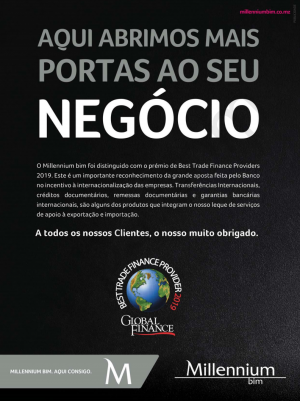 millenniumbim.co.mz
AQUI ABRIMOS MAIS
PORTAS AO SEU
NEGÓCIO
O Millennium bim foi distinguido com o prémio de Best Trade Finance Providers
2019. Este é um importante reconhecimento da grande aposta feita pelo Banco
no incentivo à internacionalização das empresas. Transferências Internacionais,
créditos documentários, remessas documentárias e garantias bancárias
internacionais, são alguns dos produtos que integram o nosso leque de serviços
de apoio à exportação e importação.
A todos os nossos Clientes, o nosso muito obrigado.
BEST TRADE FINANCE PROVIDER 2019
GLOBAL
FINANCE
MILLENNIUM BIM. AQUI CONSIGO.
M
Millennium
bim